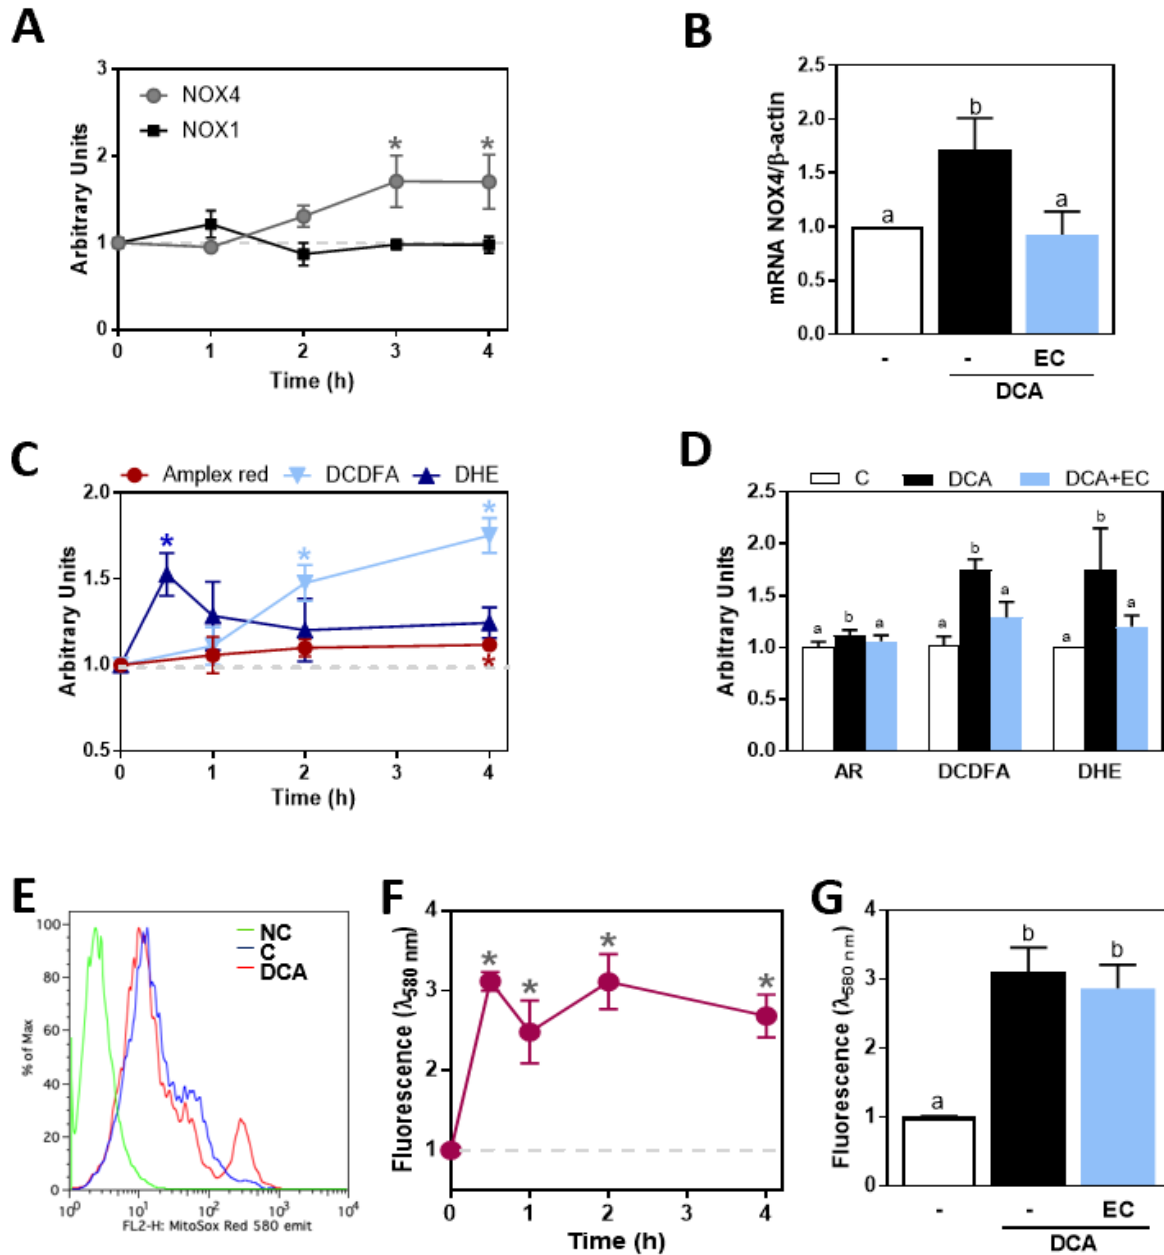 A
3
2
1
0
Arbitrary Units
NOX4
NOX1
*
*
0 1 2 3 4
Time (h)
B
2.5
2.0
1.5
1.0
0.5
0.0
mRNA NOX4/β-actin
a
b
a
- - EC
DCA
C
Amplex red DCDFA DHE
2.0
1.5
1.0
0.5
Arbitrary Units
*
*
*
*
0 1 2 3 4
Time (h)
D
C DCA DCA+EC
2.5
2.0
1.5
1.0
0.5
0.0
Arbitrary Units
a b a
a b a
a b a
AR DCDFA DHE
E
100
80
60
40
20
0
% of Max
NC
C
DCA
10⁰ 10¹ 10² 10³ 10⁴
FL2-H: MitoSox Red 580 emit
F
4
3
2
1
Fluorescence (λ580 nm)
* * * *
0 1 2 3 4
Time (h)
G
4
3
2
1
0
Fluorescence (λ580 nm)
a
b
b
- - EC
DCA